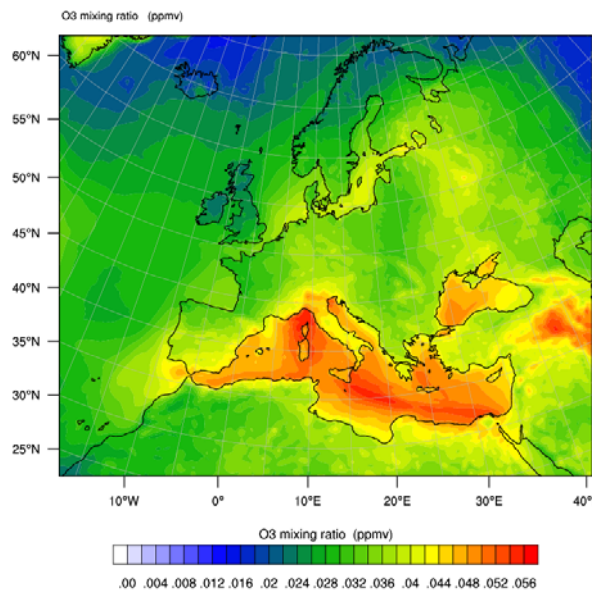 O3 mixing ratio (ppmv)
60°N
55°N
50°N
45°N
40°N
35°N
30°N
25°N
10°W 0° 10°E 20°E 30°E 40°
O3 mixing ratio (ppmv)
.00 .004 .008 .012 .016 .02 .024 .028 .032 .036 .04 .044 .048 .052 .056